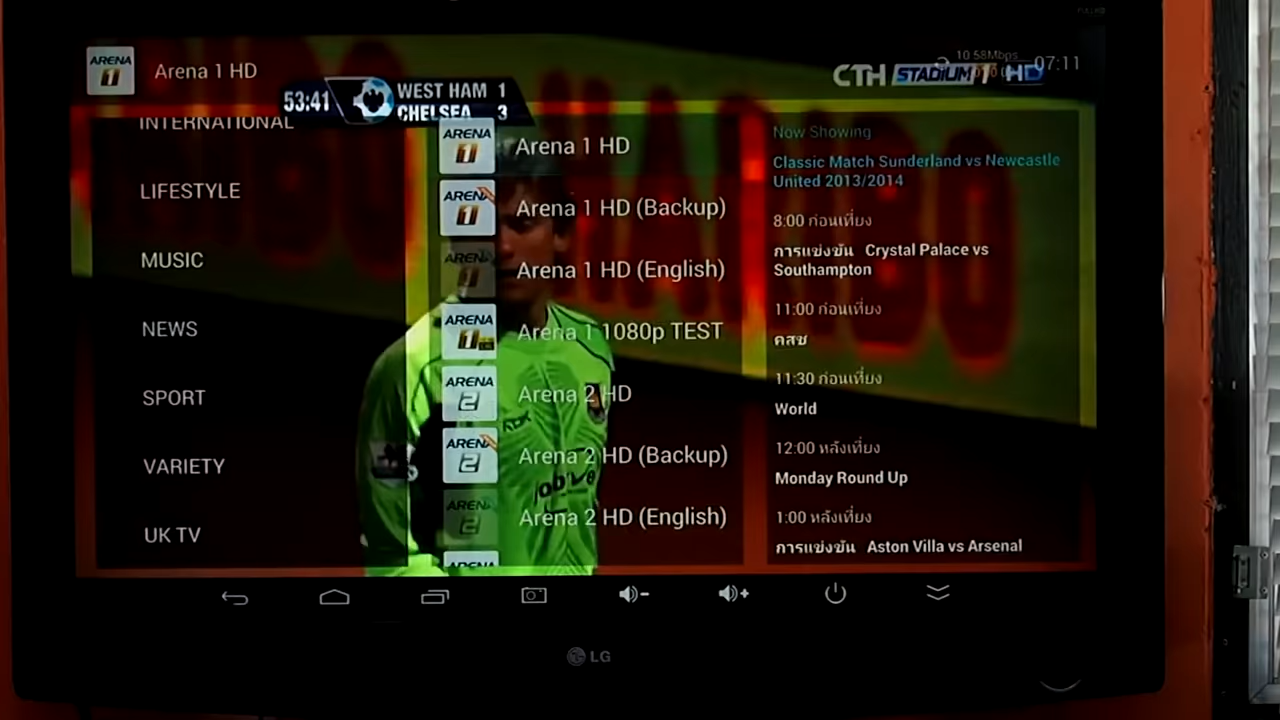 FULL HD
ARENA
1
Arena 1 HD
53:41
WEST HAM 1
CHELSEA 3
CTH STADIUM 1 HD
10.58Mbps
07:11
INTERNATIONAL
LIFESTYLE
MUSIC
NEWS
SPORT
VARIETY
UK TV
ARENA
1
Arena 1 HD
ARENA
1
Arena 1 HD (Backup)
ARENA
1
Arena 1 HD (English)
ARENA
1
Arena 1 1080p TEST
ARENA
2
Arena 2 HD
ARENA
2
Arena 2 HD (Backup)
ARENA
2
Arena 2 HD (English)
ARENA
Now Showing
Classic Match Sunderland vs Newcastle
United 2013/2014
8:00 ก่อนเที่ยง
การแข่งขัน Crystal Palace vs
Southampton
11:00 ก่อนเที่ยง
คสช
11:30 ก่อนเที่ยง
World
12:00 หลังเที่ยง
Monday Round Up
1:00 หลังเที่ยง
การแข่งขัน Aston Villa vs Arsenal
LG